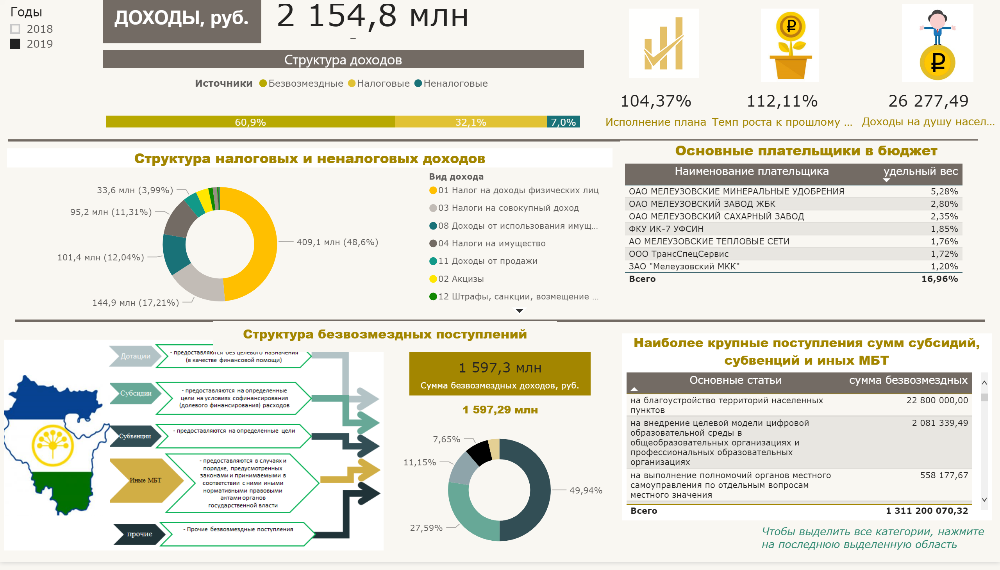 Годы
2018
2019
ДОХОДЫ, руб.
2 154,8 млн
–
Структура доходов
Источники Безвозмездные Налоговые Неналоговые
60,9% 32,1% 7,0%
104,37%
Исполнение плана
112,11%
Темп роста к прошлому ...
26 277,49
Доходы на душу насел...
Структура налоговых и неналоговых доходов
33,6 млн (3,99%)
95,2 млн (11,31%)
101,4 млн (12,04%)
144,9 млн (17,21%)
409,1 млн (48,6%)
Вид дохода
01 Налог на доходы физических лиц
03 Налоги на совокупный доход
08 Доходы от использования имущ...
04 Налоги на имущество
11 Доходы от продажи
02 Акцизы
12 Штрафы, санкции, возмещение ...
Основные плательщики в бюджет
Наименование плательщика удельный вес
ОАО МЕЛЕУЗОВСКИЕ МИНЕРАЛЬНЫЕ УДОБРЕНИЯ 5,28%
ОАО МЕЛЕУЗОВСКИЙ ЗАВОД ЖБК 2,80%
ОАО МЕЛЕУЗОВСКИЙ САХАРНЫЙ ЗАВОД 2,35%
ФКУ ИК-7 УФСИН 1,85%
АО МЕЛЕУЗОВСКИЕ ТЕПЛОВЫЕ СЕТИ 1,76%
ООО ТрансСпецСервис 1,72%
ЗАО "Мелеузовский МКК" 1,20%
Всего 16,96%
Структура безвозмездных поступлений
Дотации
- предоставляются без целевого назначения
(в качестве финансовой помощи)
Субсидии
- предоставляются на определенные
цели на условиях софинансирования
(долевого финансирования) расходов
Субвенции
- предоставляются на определенные цели
Иные МБТ
- предоставляются в случаях и
порядке, предусмотренных
законами и принимаемыми в
соответствии с ними иными
нормативными правовыми
актами органов
государственной власти
прочие
- Прочие безвозмездные поступления
1 597,3 млн
Сумма безвозмездных доходов, руб.
1 597,29 млн
7,65%
11,15%
27,59%
49,94%
Наиболее крупные поступления сумм субсидий,
субвенций и иных МБТ
Основные статьи сумма безвозмездных
на благоустройство территорий населенных 22 800 000,00
пунктов
на внедрение целевой модели цифровой 2 081 339,49
образовательной среды в
общеобразовательных организациях и
профессиональных образовательных
организациях
на выполнение полномочий органов местного 558 177,67
самоуправления по отдельным вопросам
местного значения
Всего 1 311 200 070,32
Чтобы выделить все категории, нажмите
на последнюю выделенную область